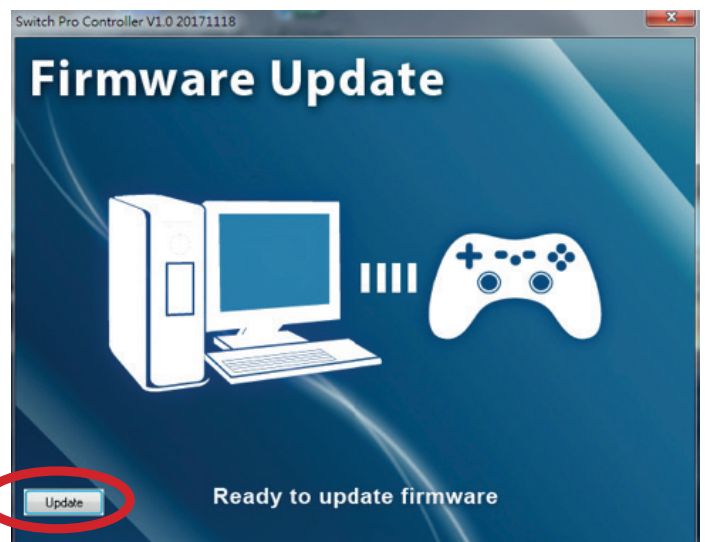 Switch Pro Controller V1.0 20171118
Firmware Update
Update
Ready to update firmware